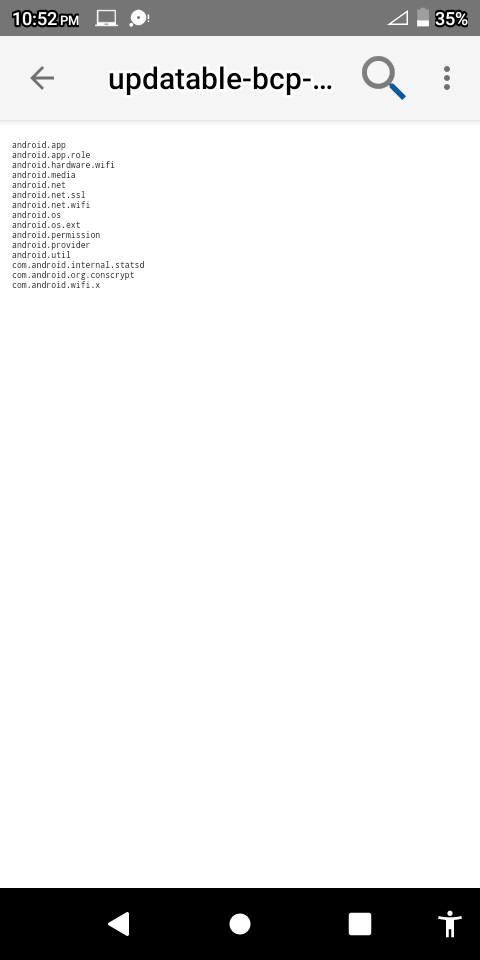 10:52 PM
35%
updatable-bcp-...
android.app
android.app.role
android.hardware.wifi
android.media
android.net
android.net.ssl
android.net.wifi
android.os
android.os.ext
android.permission
android.provider
android.util
com.android.internal.statsd
com.android.org.conscrypt
com.android.wifi.x